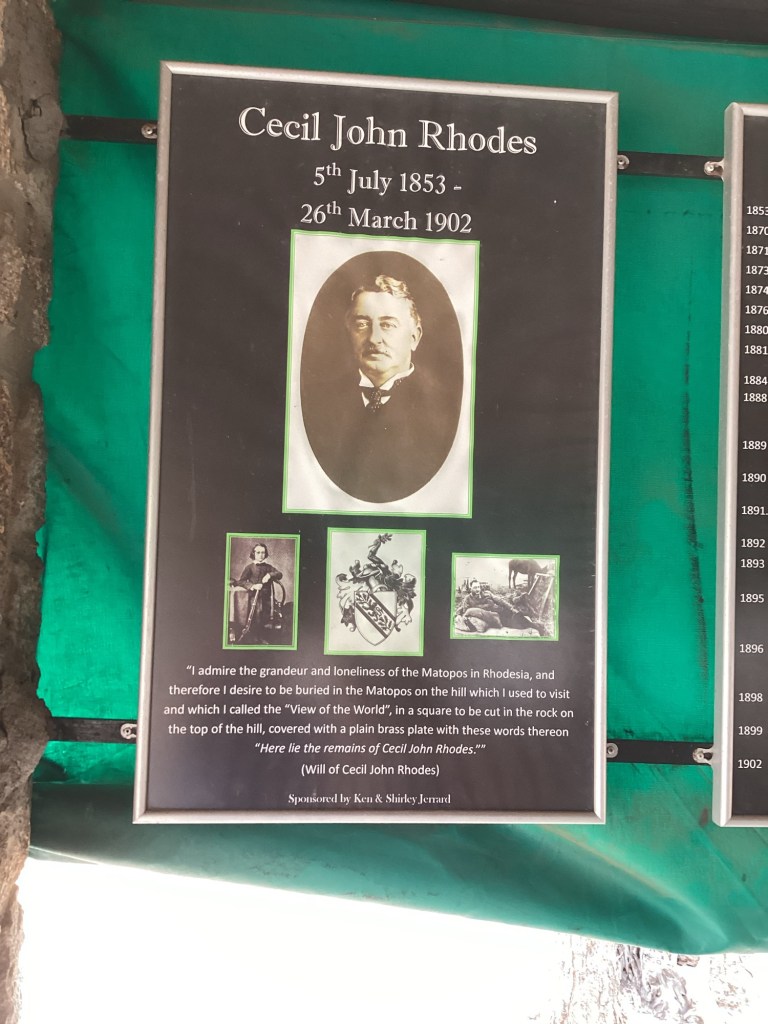 Cecil John Rhodes
5th July 1853 -
26th March 1902
“I admire the grandeur and loneliness of the Matopos in Rhodesia, and
therefore I desire to be buried in the Matopos on the hill which I used to visit
and which I called the “View of the World”, in a square to be cut in the rock on
the top of the hill, covered with a plain brass plate with these words thereon
“Here lie the remains of Cecil John Rhodes.””
(Will of Cecil John Rhodes)
Sponsored by Ken & Shirley Jerrard
1853
1870
1871
1873
1874
1876
1880
1881
1884
1888
1889
1890
1891
1892
1893
1895
1896
1898
1899
1902